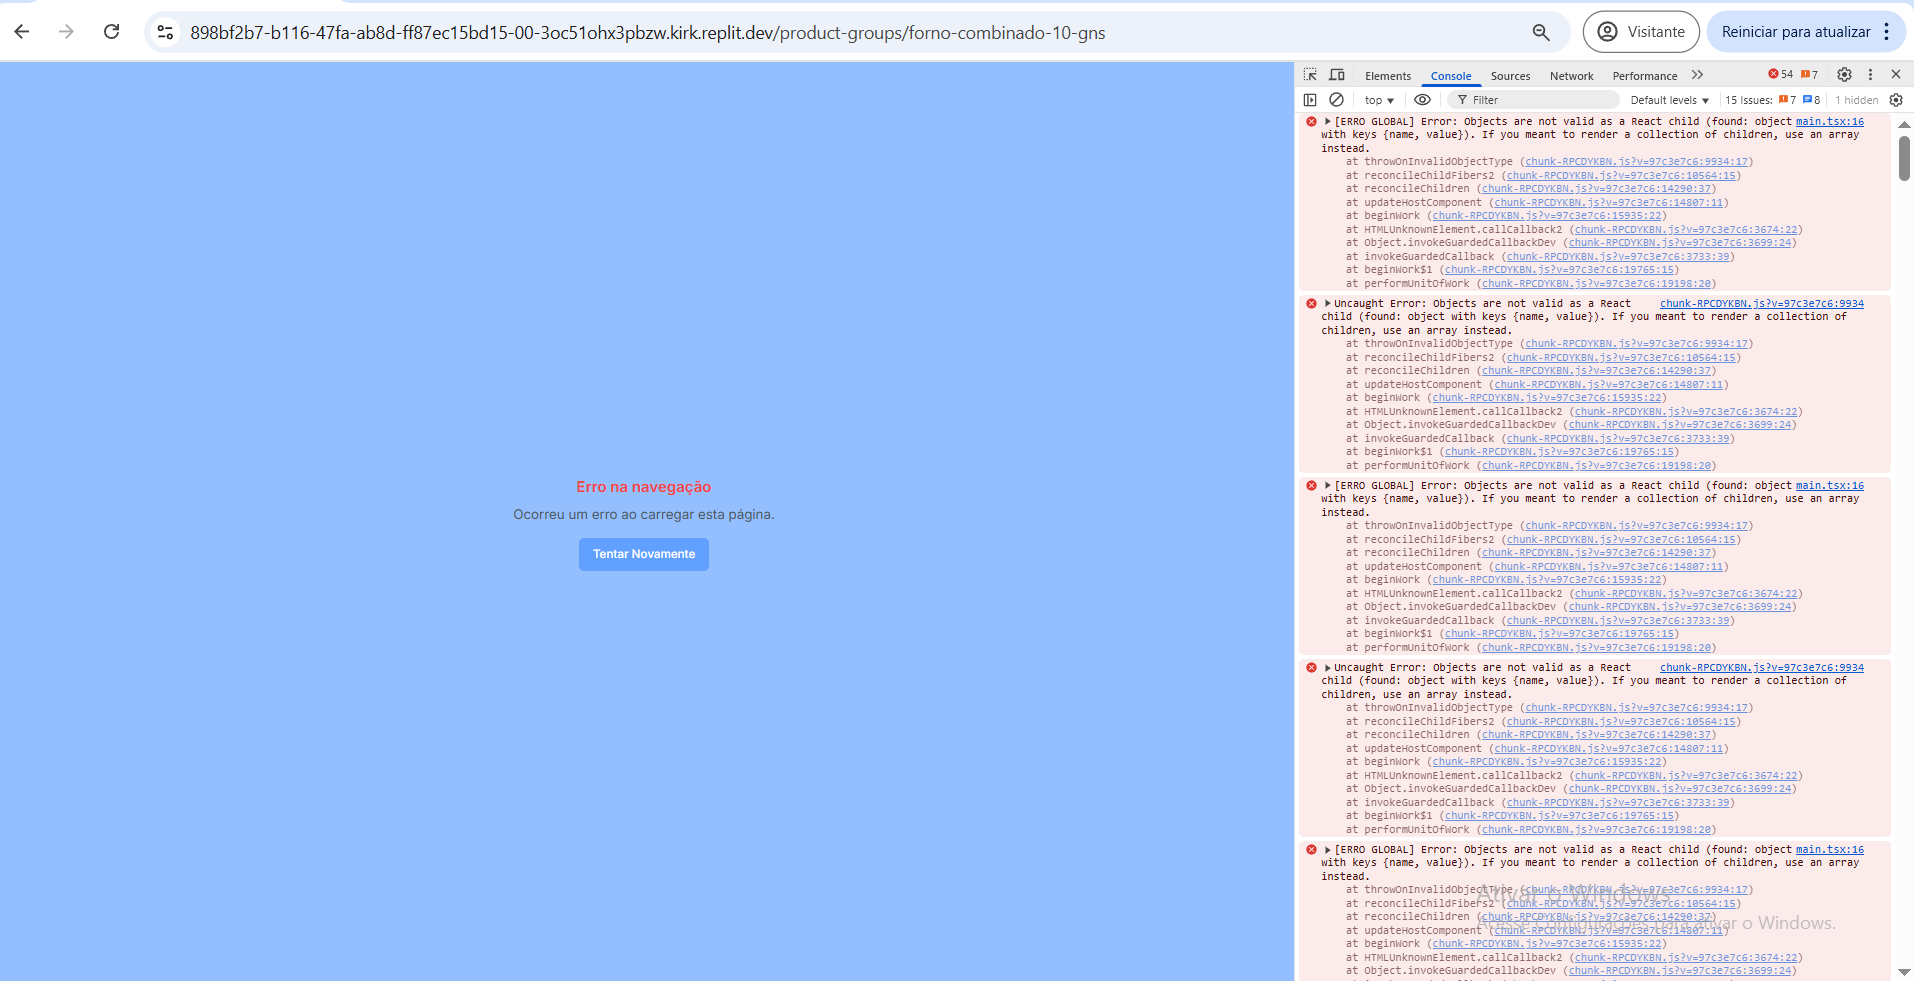 898bf2b7-b116-47fa-ab8d-ff87ec15bd15-00-3oc51ohx3pbzw.kirk.replit.dev/product-groups/forno-combinado-10-gns
Visitante
Reiniciar para atualizar
Erro na navegação
Ocorreu um erro ao carregar esta página.
Tentar Novamente
Elements Console Sources Network Performance 54 7
top Filter Default levels 15 Issues: 7 8 1 hidden
[ERRO GLOBAL] Error: Objects are not valid as a React child (found: object main.tsx:16
with keys {name, value}). If you meant to render a collection of children, use an array
instead.
at throwOnInvalidObjectType (chunk-RPCDYKBN.js?v=97c3e7c6:9934:17)
at reconcileChildFibers2 (chunk-RPCDYKBN.js?v=97c3e7c6:10564:15)
at reconcileChildren (chunk-RPCDYKBN.js?v=97c3e7c6:14290:37)
at updateHostComponent (chunk-RPCDYKBN.js?v=97c3e7c6:14807:11)
at beginWork (chunk-RPCDYKBN.js?v=97c3e7c6:15935:22)
at HTMLUnknownElement.callCallback2 (chunk-RPCDYKBN.js?v=97c3e7c6:3674:22)
at Object.invokeGuardedCallbackDev (chunk-RPCDYKBN.js?v=97c3e7c6:3699:24)
at invokeGuardedCallback (chunk-RPCDYKBN.js?v=97c3e7c6:3733:39)
at beginWork$1 (chunk-RPCDYKBN.js?v=97c3e7c6:19765:15)
at performUnitOfWork (chunk-RPCDYKBN.js?v=97c3e7c6:19198:20)
Uncaught Error: Objects are not valid as a React chunk-RPCDYKBN.js?v=97c3e7c6:9934
child (found: object with keys {name, value}). If you meant to render a collection of
children, use an array instead.
at throwOnInvalidObjectType (chunk-RPCDYKBN.js?v=97c3e7c6:9934:17)
at reconcileChildFibers2 (chunk-RPCDYKBN.js?v=97c3e7c6:10564:15)
at reconcileChildren (chunk-RPCDYKBN.js?v=97c3e7c6:14290:37)
at updateHostComponent (chunk-RPCDYKBN.js?v=97c3e7c6:14807:11)
at beginWork (chunk-RPCDYKBN.js?v=97c3e7c6:15935:22)
at HTMLUnknownElement.callCallback2 (chunk-RPCDYKBN.js?v=97c3e7c6:3674:22)
at Object.invokeGuardedCallbackDev (chunk-RPCDYKBN.js?v=97c3e7c6:3699:24)
at invokeGuardedCallback (chunk-RPCDYKBN.js?v=97c3e7c6:3733:39)
at beginWork$1 (chunk-RPCDYKBN.js?v=97c3e7c6:19765:15)
at performUnitOfWork (chunk-RPCDYKBN.js?v=97c3e7c6:19198:20)
[ERRO GLOBAL] Error: Objects are not valid as a React child (found: object main.tsx:16
with keys {name, value}). If you meant to render a collection of children, use an array
instead.
at throwOnInvalidObjectType (chunk-RPCDYKBN.js?v=97c3e7c6:9934:17)
at reconcileChildFibers2 (chunk-RPCDYKBN.js?v=97c3e7c6:10564:15)
at reconcileChildren (chunk-RPCDYKBN.js?v=97c3e7c6:14290:37)
at updateHostComponent (chunk-RPCDYKBN.js?v=97c3e7c6:14807:11)
at beginWork (chunk-RPCDYKBN.js?v=97c3e7c6:15935:22)
at HTMLUnknownElement.callCallback2 (chunk-RPCDYKBN.js?v=97c3e7c6:3674:22)
at Object.invokeGuardedCallbackDev (chunk-RPCDYKBN.js?v=97c3e7c6:3699:24)
at invokeGuardedCallback (chunk-RPCDYKBN.js?v=97c3e7c6:3733:39)
at beginWork$1 (chunk-RPCDYKBN.js?v=97c3e7c6:19765:15)
at performUnitOfWork (chunk-RPCDYKBN.js?v=97c3e7c6:19198:20)
Uncaught Error: Objects are not valid as a React chunk-RPCDYKBN.js?v=97c3e7c6:9934
child (found: object with keys {name, value}). If you meant to render a collection of
children, use an array instead.
at throwOnInvalidObjectType (chunk-RPCDYKBN.js?v=97c3e7c6:9934:17)
at reconcileChildFibers2 (chunk-RPCDYKBN.js?v=97c3e7c6:10564:15)
at reconcileChildren (chunk-RPCDYKBN.js?v=97c3e7c6:14290:37)
at updateHostComponent (chunk-RPCDYKBN.js?v=97c3e7c6:14807:11)
at beginWork (chunk-RPCDYKBN.js?v=97c3e7c6:15935:22)
at HTMLUnknownElement.callCallback2 (chunk-RPCDYKBN.js?v=97c3e7c6:3674:22)
at Object.invokeGuardedCallbackDev (chunk-RPCDYKBN.js?v=97c3e7c6:3699:24)
at invokeGuardedCallback (chunk-RPCDYKBN.js?v=97c3e7c6:3733:39)
at beginWork$1 (chunk-RPCDYKBN.js?v=97c3e7c6:19765:15)
at performUnitOfWork (chunk-RPCDYKBN.js?v=97c3e7c6:19198:20)
[ERRO GLOBAL] Error: Objects are not valid as a React child (found: object main.tsx:16
with keys {name, value}). If you meant to render a collection of children, use an array
instead.
at throwOnInvalidObjectType (chunk-RPCDYKBN.js?v=97c3e7c6:9934:17)
at reconcileChildFibers2 (chunk-RPCDYKBN.js?v=97c3e7c6:10564:15)
at reconcileChildren (chunk-RPCDYKBN.js?v=97c3e7c6:14290:37)
at updateHostComponent (chunk-RPCDYKBN.js?v=97c3e7c6:14807:11)
at beginWork (chunk-RPCDYKBN.js?v=97c3e7c6:15935:22)
at HTMLUnknownElement.callCallback2 (chunk-RPCDYKBN.js?v=97c3e7c6:3674:22)
at Object.invokeGuardedCallbackDev (chunk-RPCDYKBN.js?v=97c3e7c6:3699:24)
Ativar o Windows
Acesse Configurações para ativar o Windows.